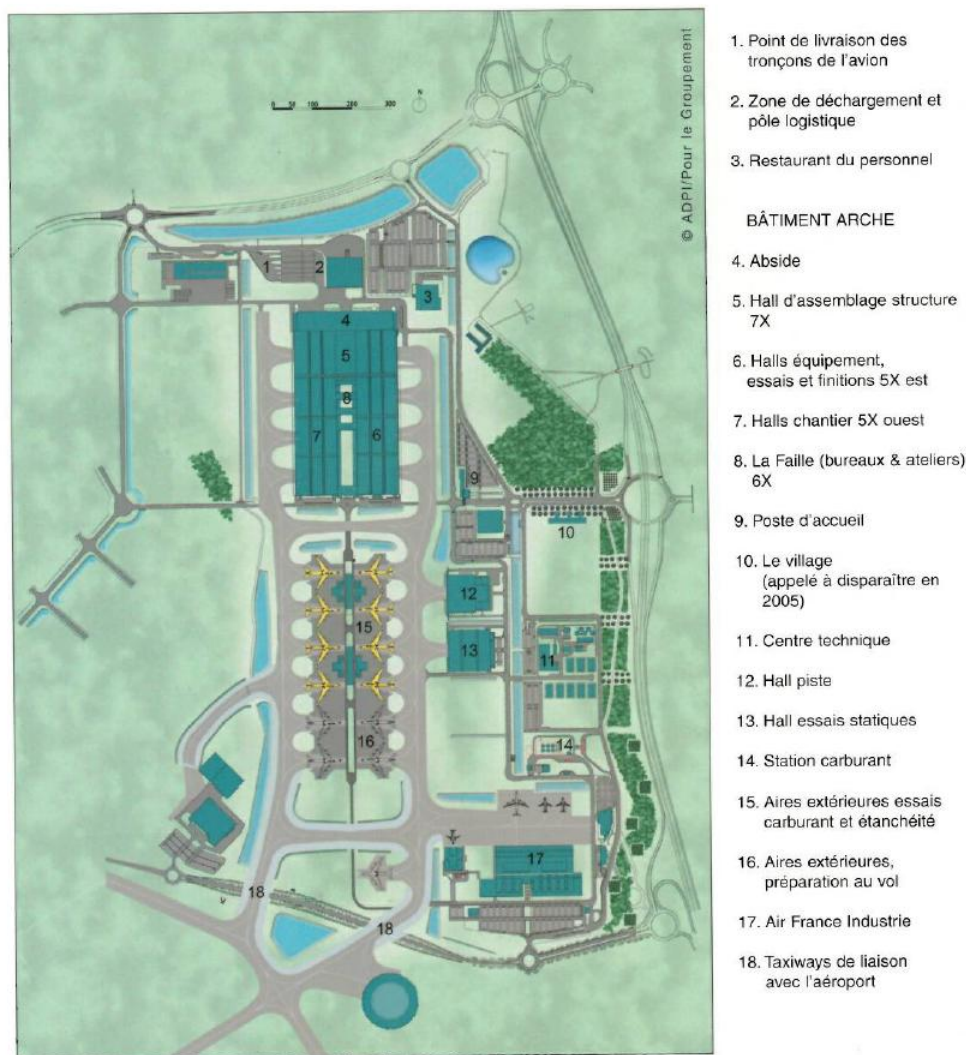 0 50 100 200 300 N
© ADPI/Pour le Groupement
1
2
3
4
5
8
7
6
9
10
12
15
13
11
16
14
17
18
18
1. Point de livraison des
tronçons de l'avion
2. Zone de déchargement et
pôle logistique
3. Restaurant du personnel
BÂTIMENT ARCHE
4. Abside
5. Hall d'assemblage structure
7X
6. Halls équipement,
essais et finitions 5X est
7. Halls chantier 5X ouest
8. La Faille (bureaux & ateliers)
6X
9. Poste d'accueil
10. Le village
(appelé à disparaître en
2005)
11. Centre technique
12. Hall piste
13. Hall essais statiques
14. Station carburant
15. Aires extérieures essais
carburant et étanchéité
16. Aires extérieures,
préparation au vol
17. Air France Industrie
18. Taxiways de liaison
avec l'aéroport